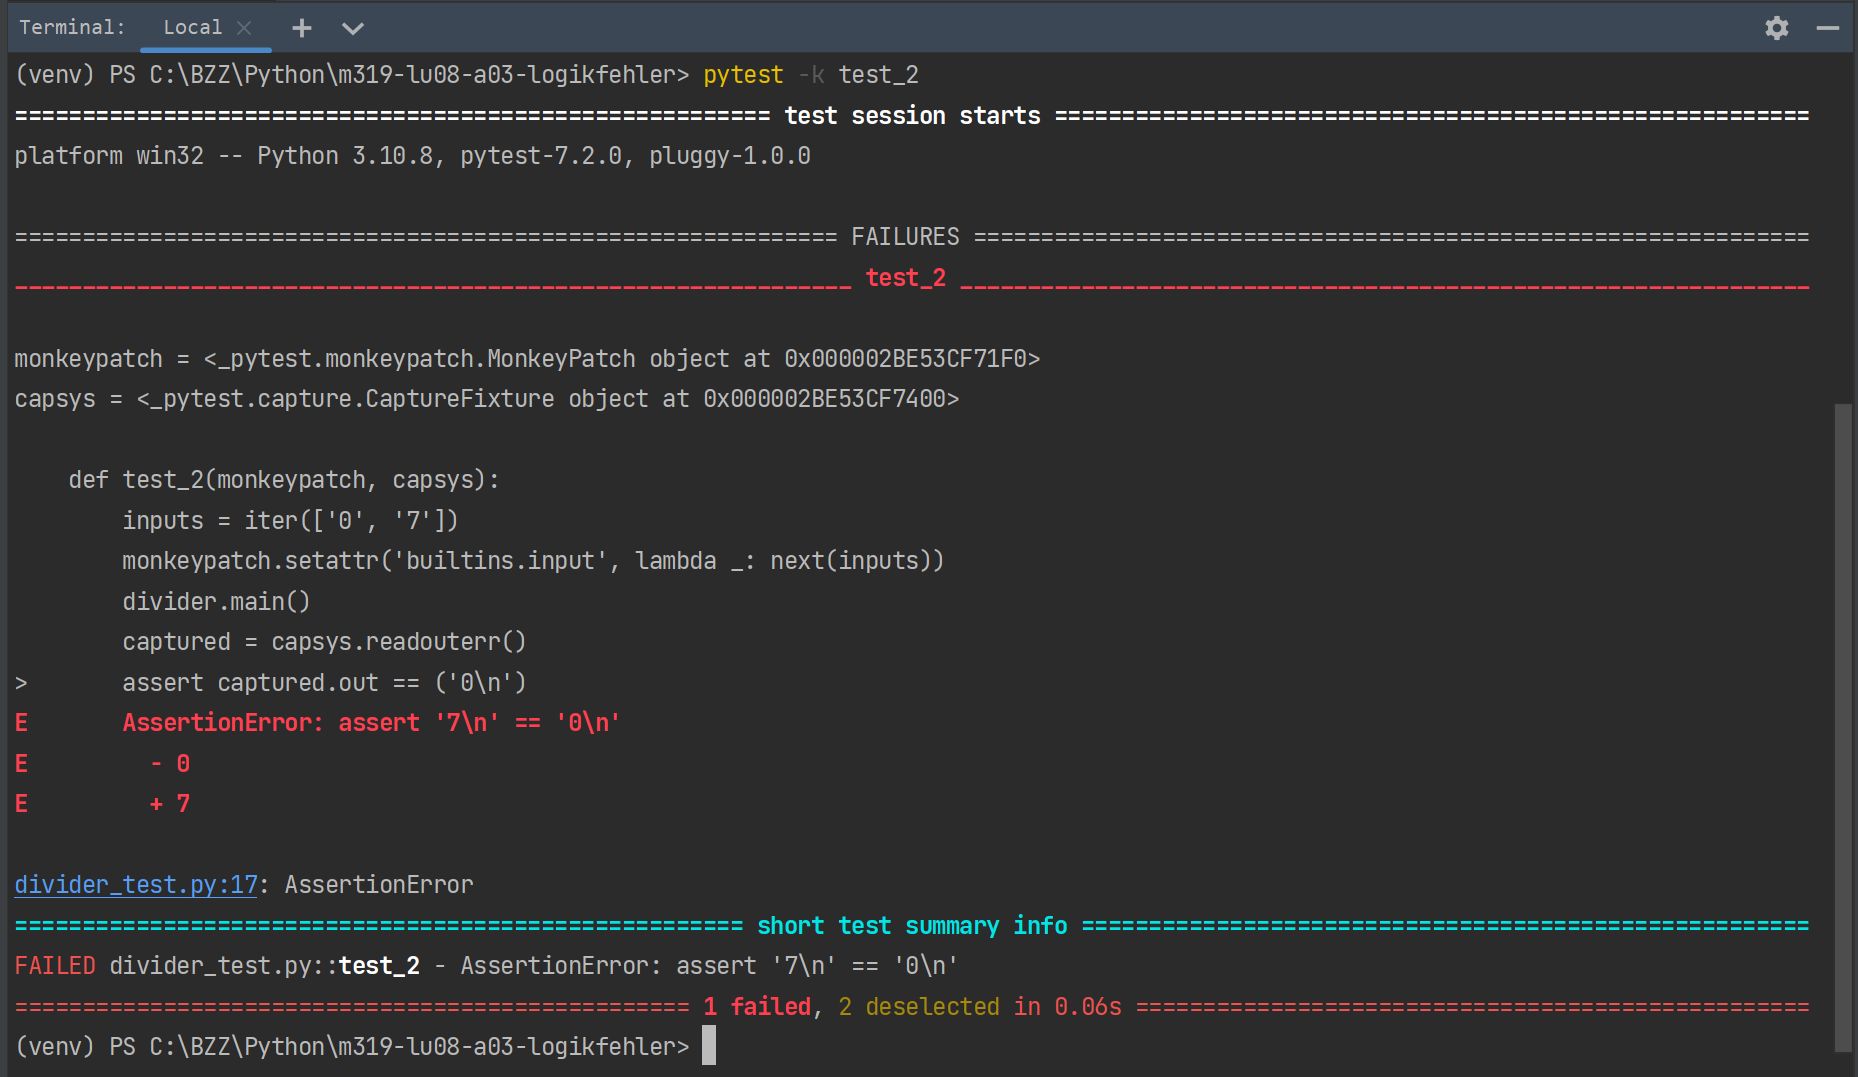 Terminal: Local
(venv) PS C:\BZZ\Python\m319-lu08-a03-logikfehler> pytest -k test_2
======================================================== test session starts ========================================================
platform win32 -- Python 3.10.8, pytest-7.2.0, pluggy-1.0.0
============================================================= FAILURES ==============================================================
______________________________________________________________ test_2 _______________________________________________________________
monkeypatch = <_pytest.monkeypatch.MonkeyPatch object at 0x000002BE53CF71F0>
capsys = <_pytest.capture.CaptureFixture object at 0x000002BE53CF7400>
    def test_2(monkeypatch, capsys):
        inputs = iter(['0', '7'])
        monkeypatch.setattr('builtins.input', lambda _: next(inputs))
        divider.main()
        captured = capsys.readouterr()
>       assert captured.out == ('0\n')
E       AssertionError: assert '7\n' == '0\n'
E         - 0
E         + 7
divider_test.py:17: AssertionError
====================================================== short test summary info ======================================================
FAILED divider_test.py::test_2 - AssertionError: assert '7\n' == '0\n'
================================================== 1 failed, 2 deselected in 0.06s ==================================================
(venv) PS C:\BZZ\Python\m319-lu08-a03-logikfehler>